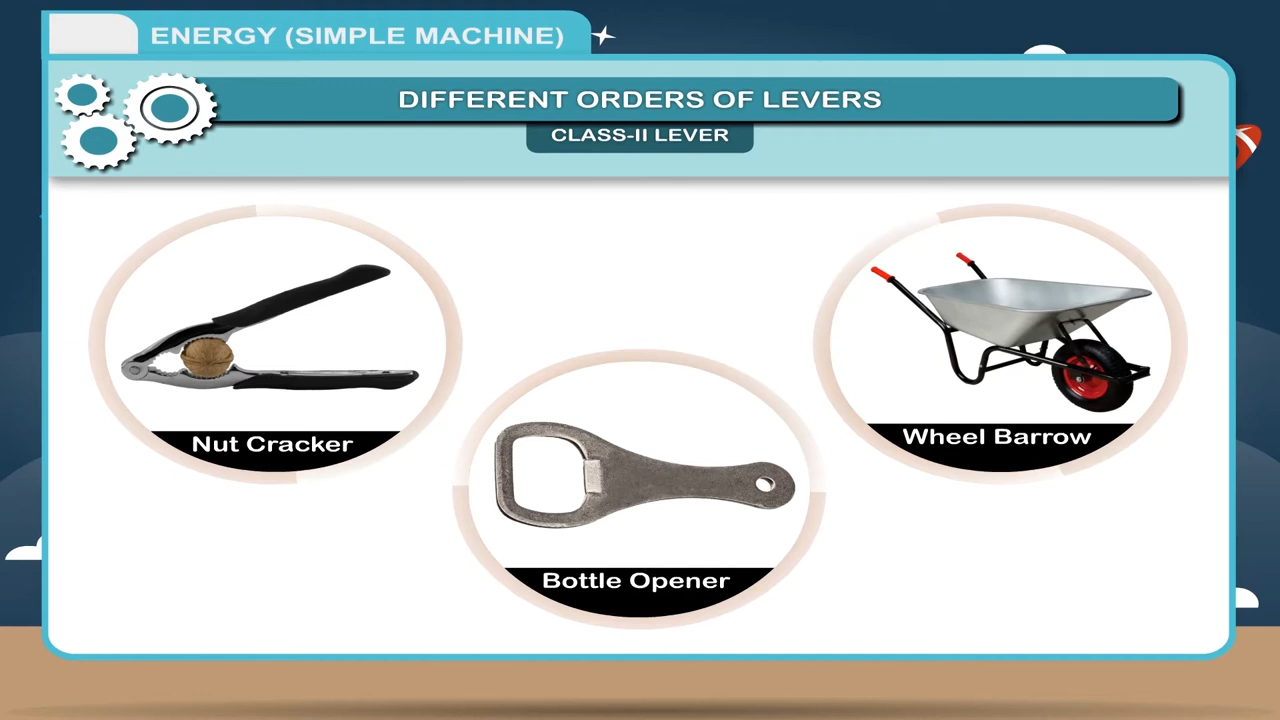 ENERGY (SIMPLE MACHINE)
DIFFERENT ORDERS OF LEVERS
CLASS-II LEVER
Nut Cracker
Wheel Barrow
Bottle Opener